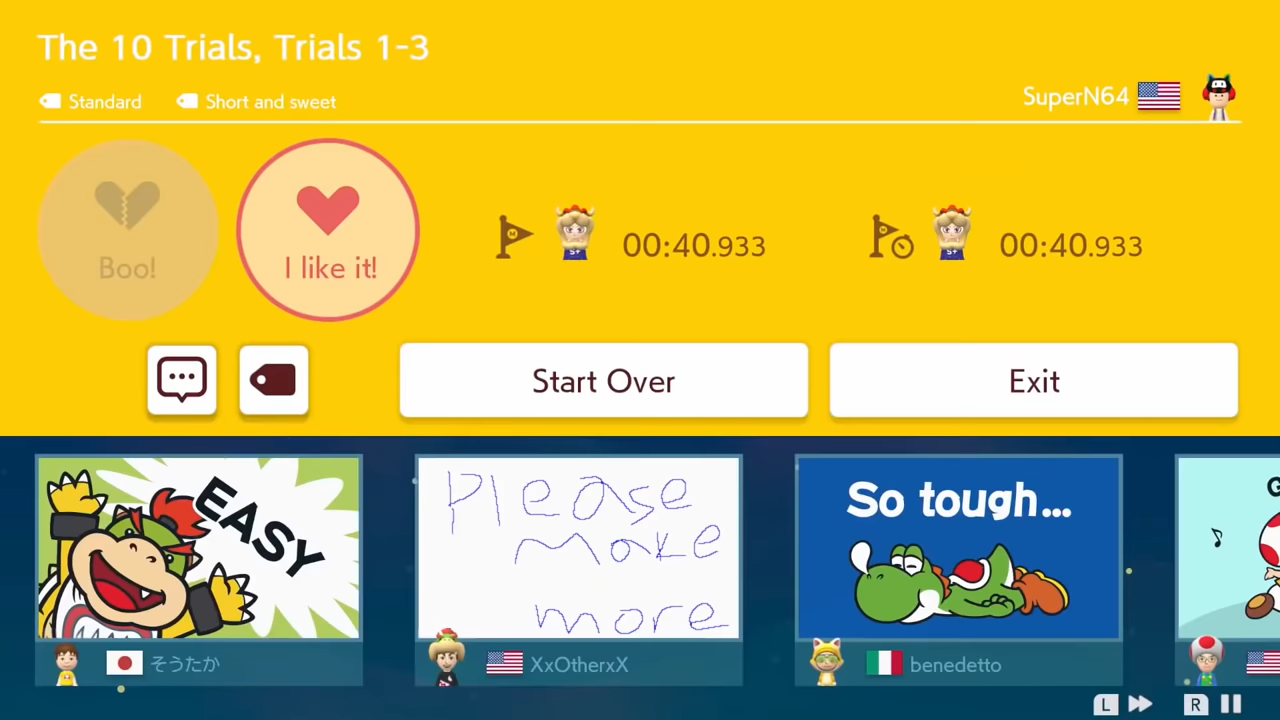 The 10 Trials, Trials 1-3
Standard Short and sweet
SuperN64
Boo!
I like it!
00:40.933
00:40.933
Start Over
Exit
EASY
Please
make
more
So tough...
G
そうたか
XxOtherxX
benedetto
L R